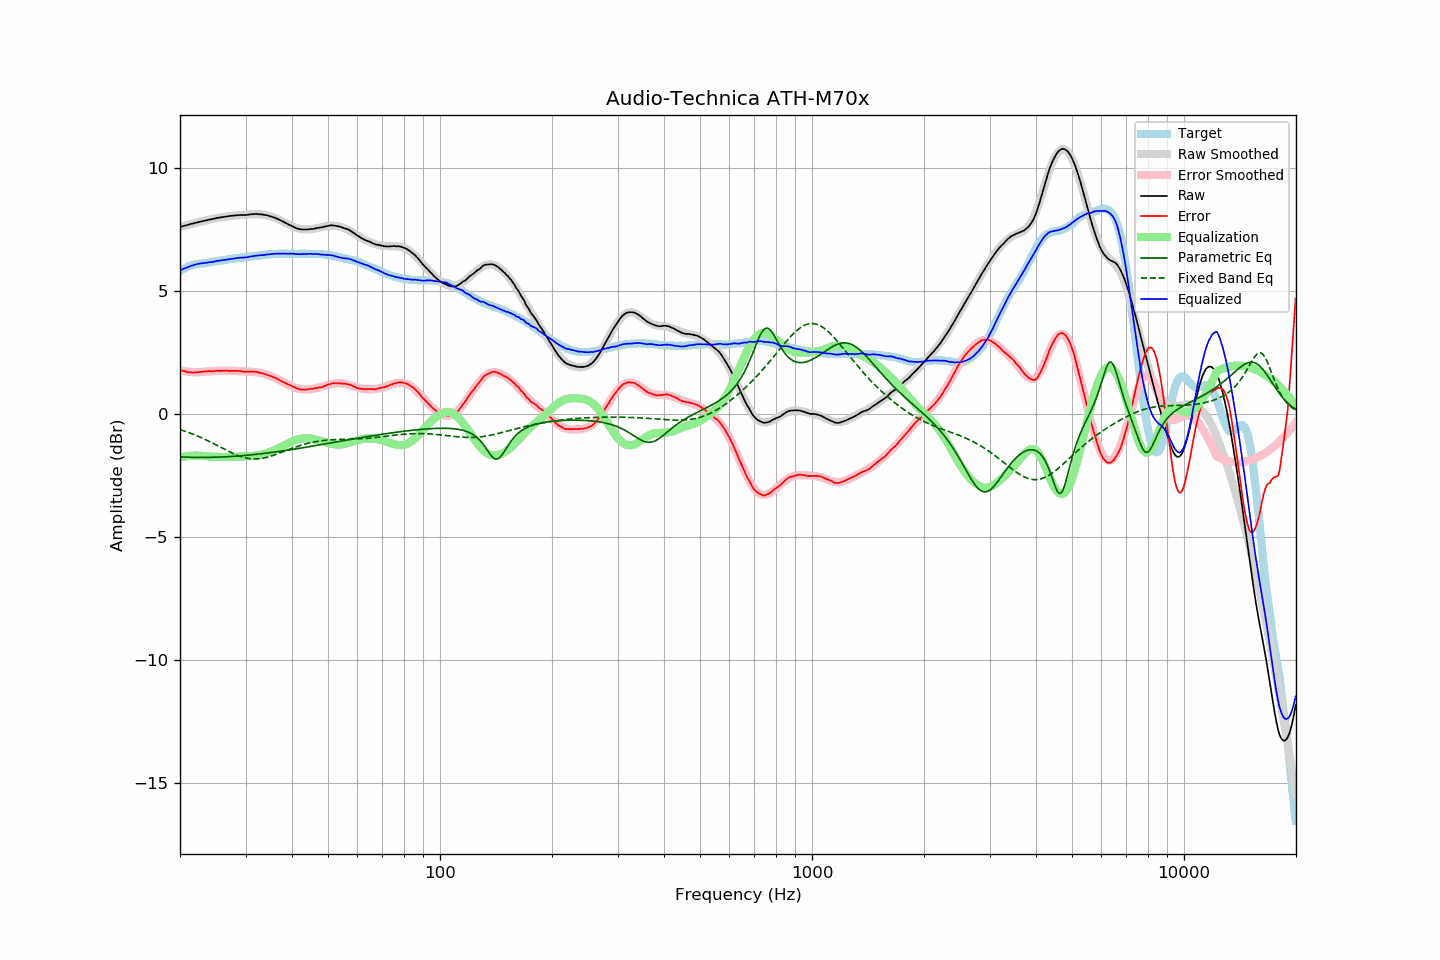 Audio-Technica ATH-M70x
Target
Raw Smoothed
Error Smoothed
Raw
Error
Equalization
Parametric Eq
Fixed Band Eq
Equalized
Amplitude (dBr)
10
5
0
−5
−10
−15
100
1000
10000
Frequency (Hz)